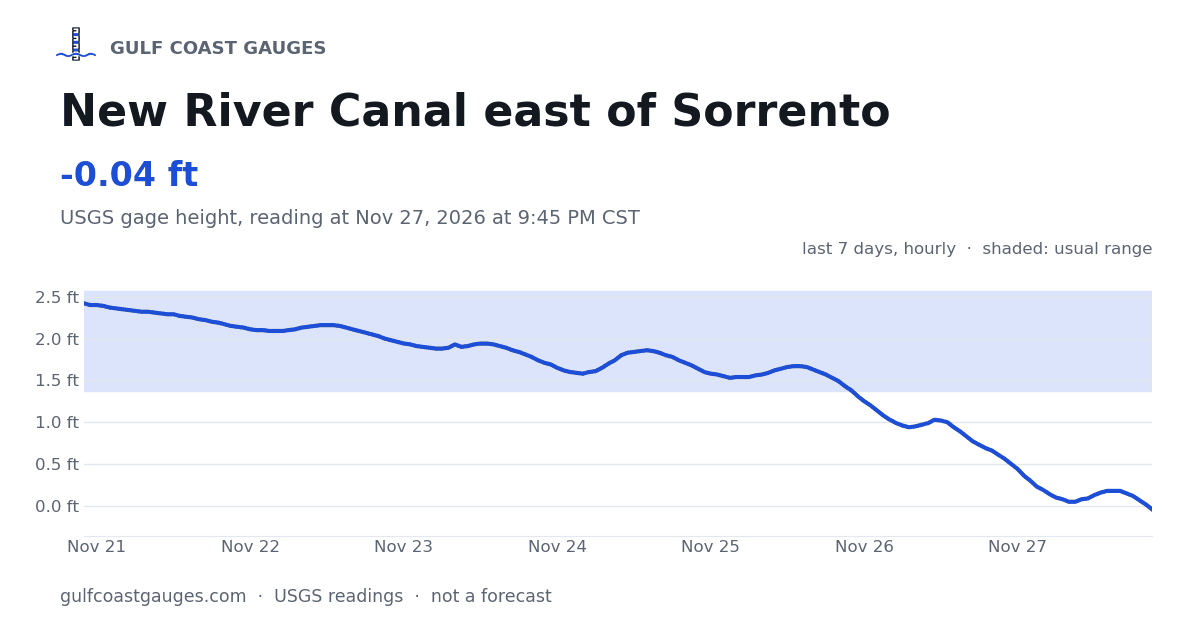 GULF COAST GAUGES
New River Canal east of Sorrento
-0.04 ft
USGS gage height, reading at Nov 27, 2026 at 9:45 PM CST
last 7 days, hourly · shaded: usual range
2.5 ft
2.0 ft
1.5 ft
1.0 ft
0.5 ft
0.0 ft
Nov 21 Nov 22 Nov 23 Nov 24 Nov 25 Nov 26 Nov 27
gulfcoastgauges.com · USGS readings · not a forecast